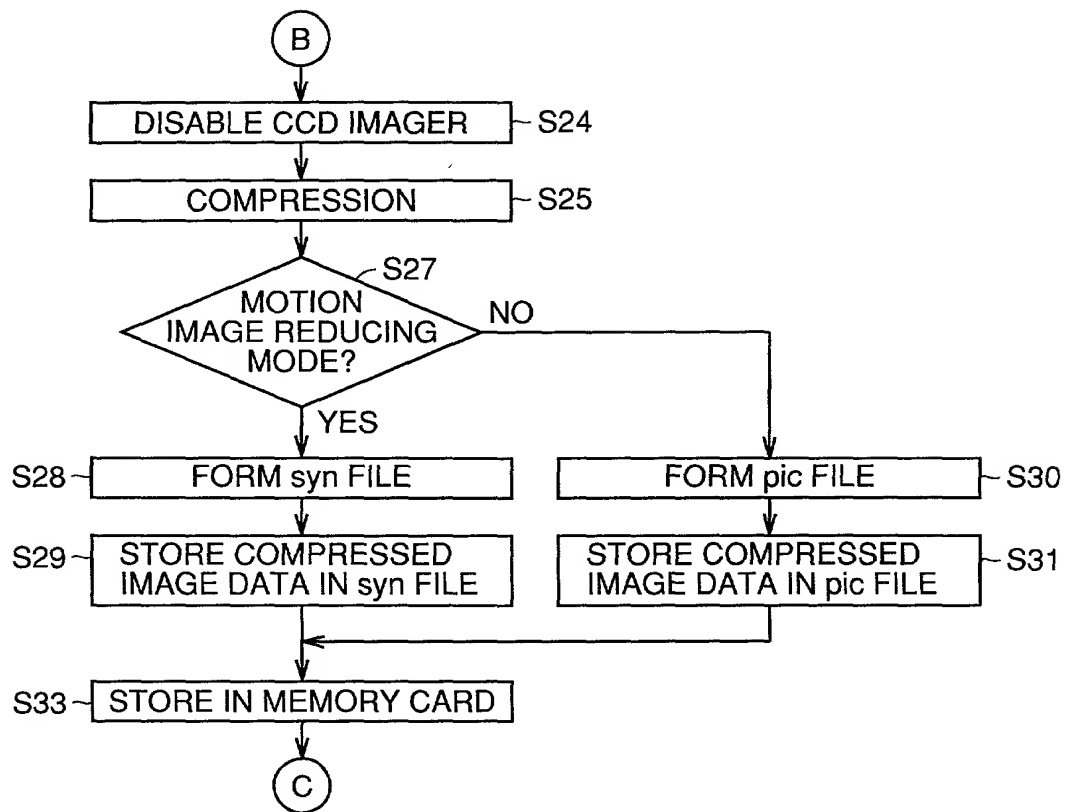 B
DISABLE CCD IMAGER
S24
COMPRESSION
S25
S27
MOTION
IMAGE REDUCING
MODE?
NO
YES
S28
FORM syn FILE
FORM pic FILE
S30
S29
STORE COMPRESSED
IMAGE DATA IN syn FILE
STORE COMPRESSED
IMAGE DATA IN pic FILE
S31
S33
STORE IN MEMORY CARD
C